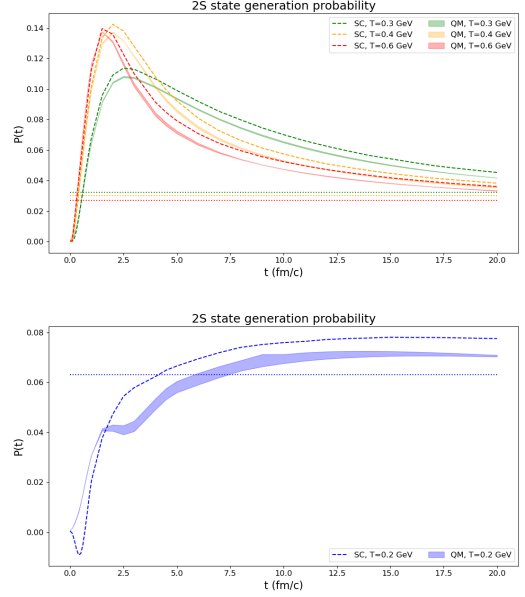 2S state generation probability
SC, T=0.3 GeV
SC, T=0.4 GeV
SC, T=0.6 GeV
QM, T=0.3 GeV
QM, T=0.4 GeV
QM, T=0.6 GeV
P(t)
0.14
0.12
0.10
0.08
0.06
0.04
0.02
0.00
0.0 2.5 5.0 7.5 10.0 12.5 15.0 17.5 20.0
t (fm/c)
2S state generation probability
P(t)
0.08
0.06
0.04
0.02
0.00
SC, T=0.2 GeV
QM, T=0.2 GeV
0.0 2.5 5.0 7.5 10.0 12.5 15.0 17.5 20.0
t (fm/c)